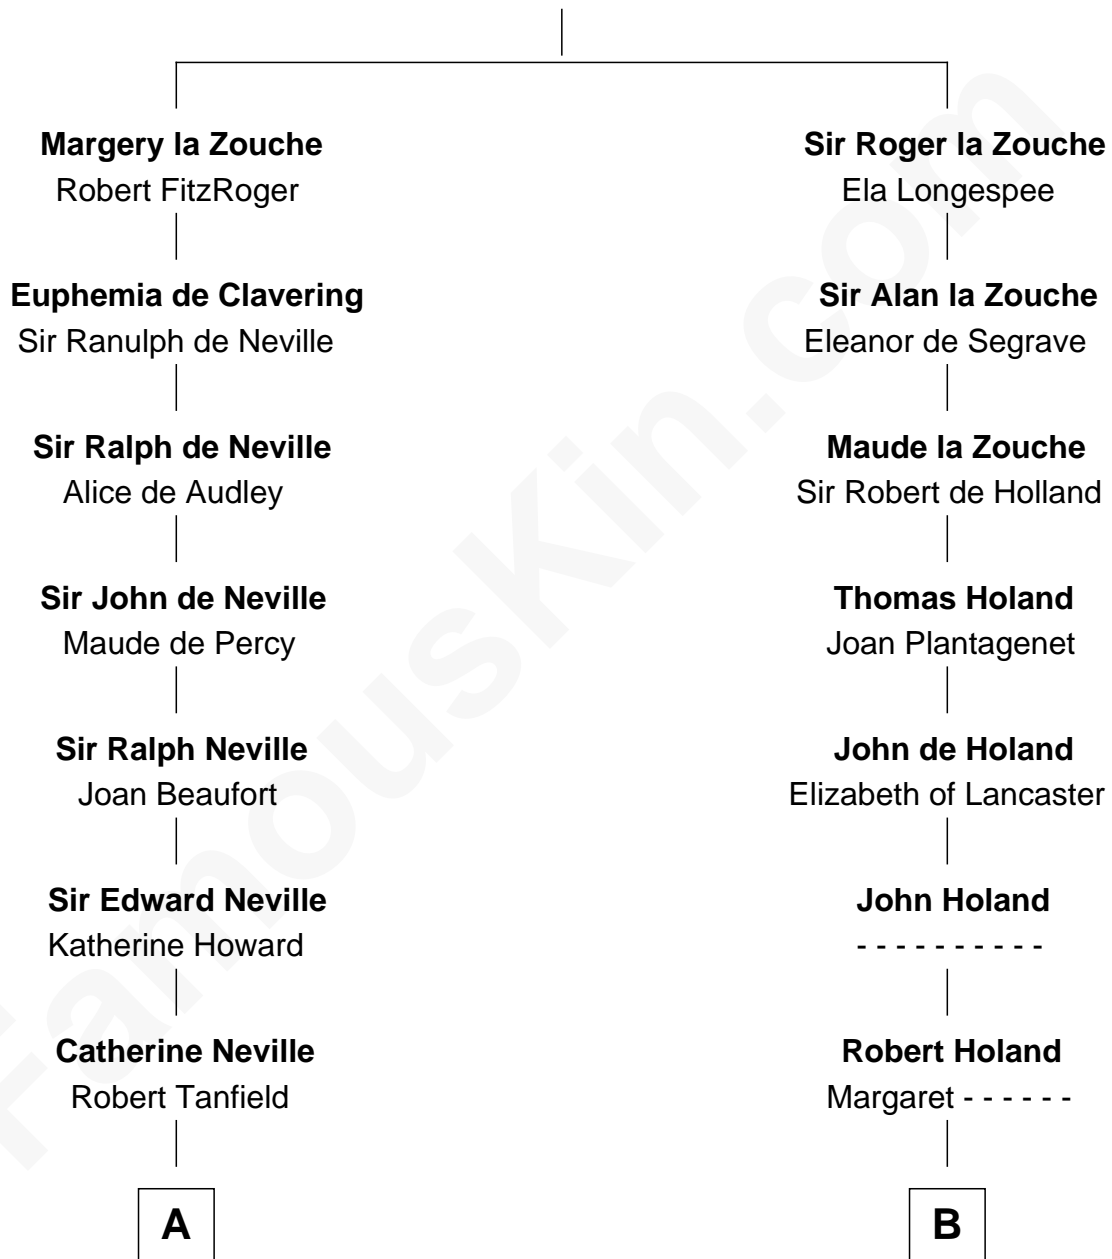 Margery la Zouche
Robert FitzRoger
Sir Roger la Zouche
Ela Longespee
Euphemia de Clavering
Sir Ranulph de Neville
Sir Alan la Zouche
Eleanor de Segrave
Sir Ralph de Neville
Alice de Audley
Maude la Zouche
Sir Robert de Holland
Sir John de Neville
Maude de Percy
Thomas Holand
Joan Plantagenet
Sir Ralph Neville
Joan Beaufort
John de Holand
Elizabeth of Lancaster
Sir Edward Neville
Katherine Howard
John Holand
- - - - - - - - - -
Catherine Neville
Robert Tanfield
Robert Holand
Margaret - - - - - -
A
B
FamousKin.com